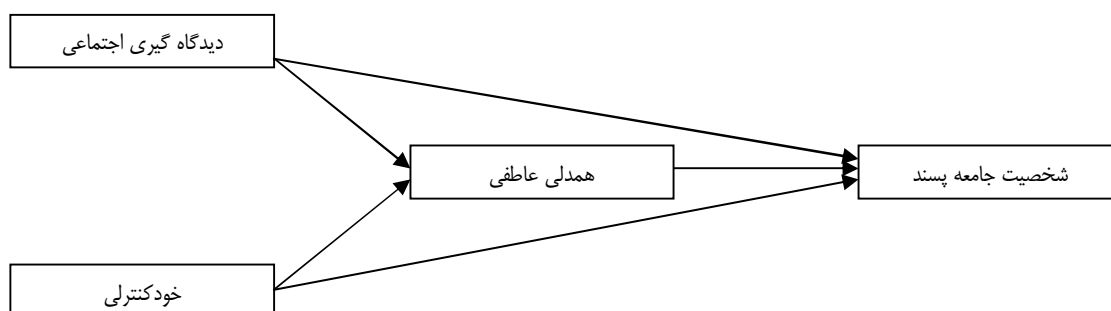 دیدگاه گیری اجتماعی
همدلی عاطفی
شخصیت جامعه پسند
خودکنترلی